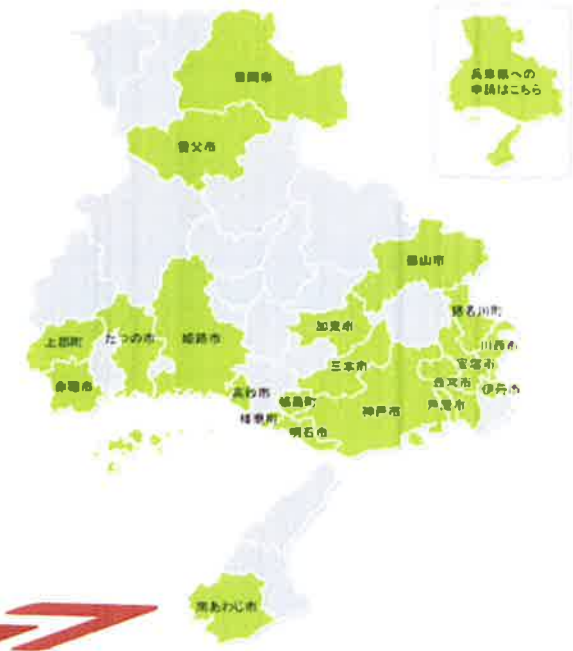 豊岡市
兵庫県への
申請はこちら
養父市
篠山市
猪名川町
加東市
川西市
上郡町
たつの市
姫路市
三木市
宝塚市
西宮市
伊丹市
赤穂市
高砂市
稲美町
神戸市
芦屋市
播磨町
明石市
南あわじ市